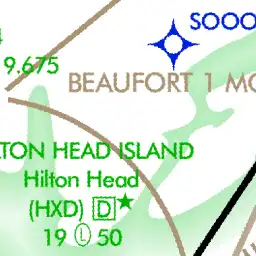 SOOO
9.675
BEAUFORT 1 MO
TON HEAD ISLAND
Hilton Head
(HXD) D★
19 Ⓛ 50